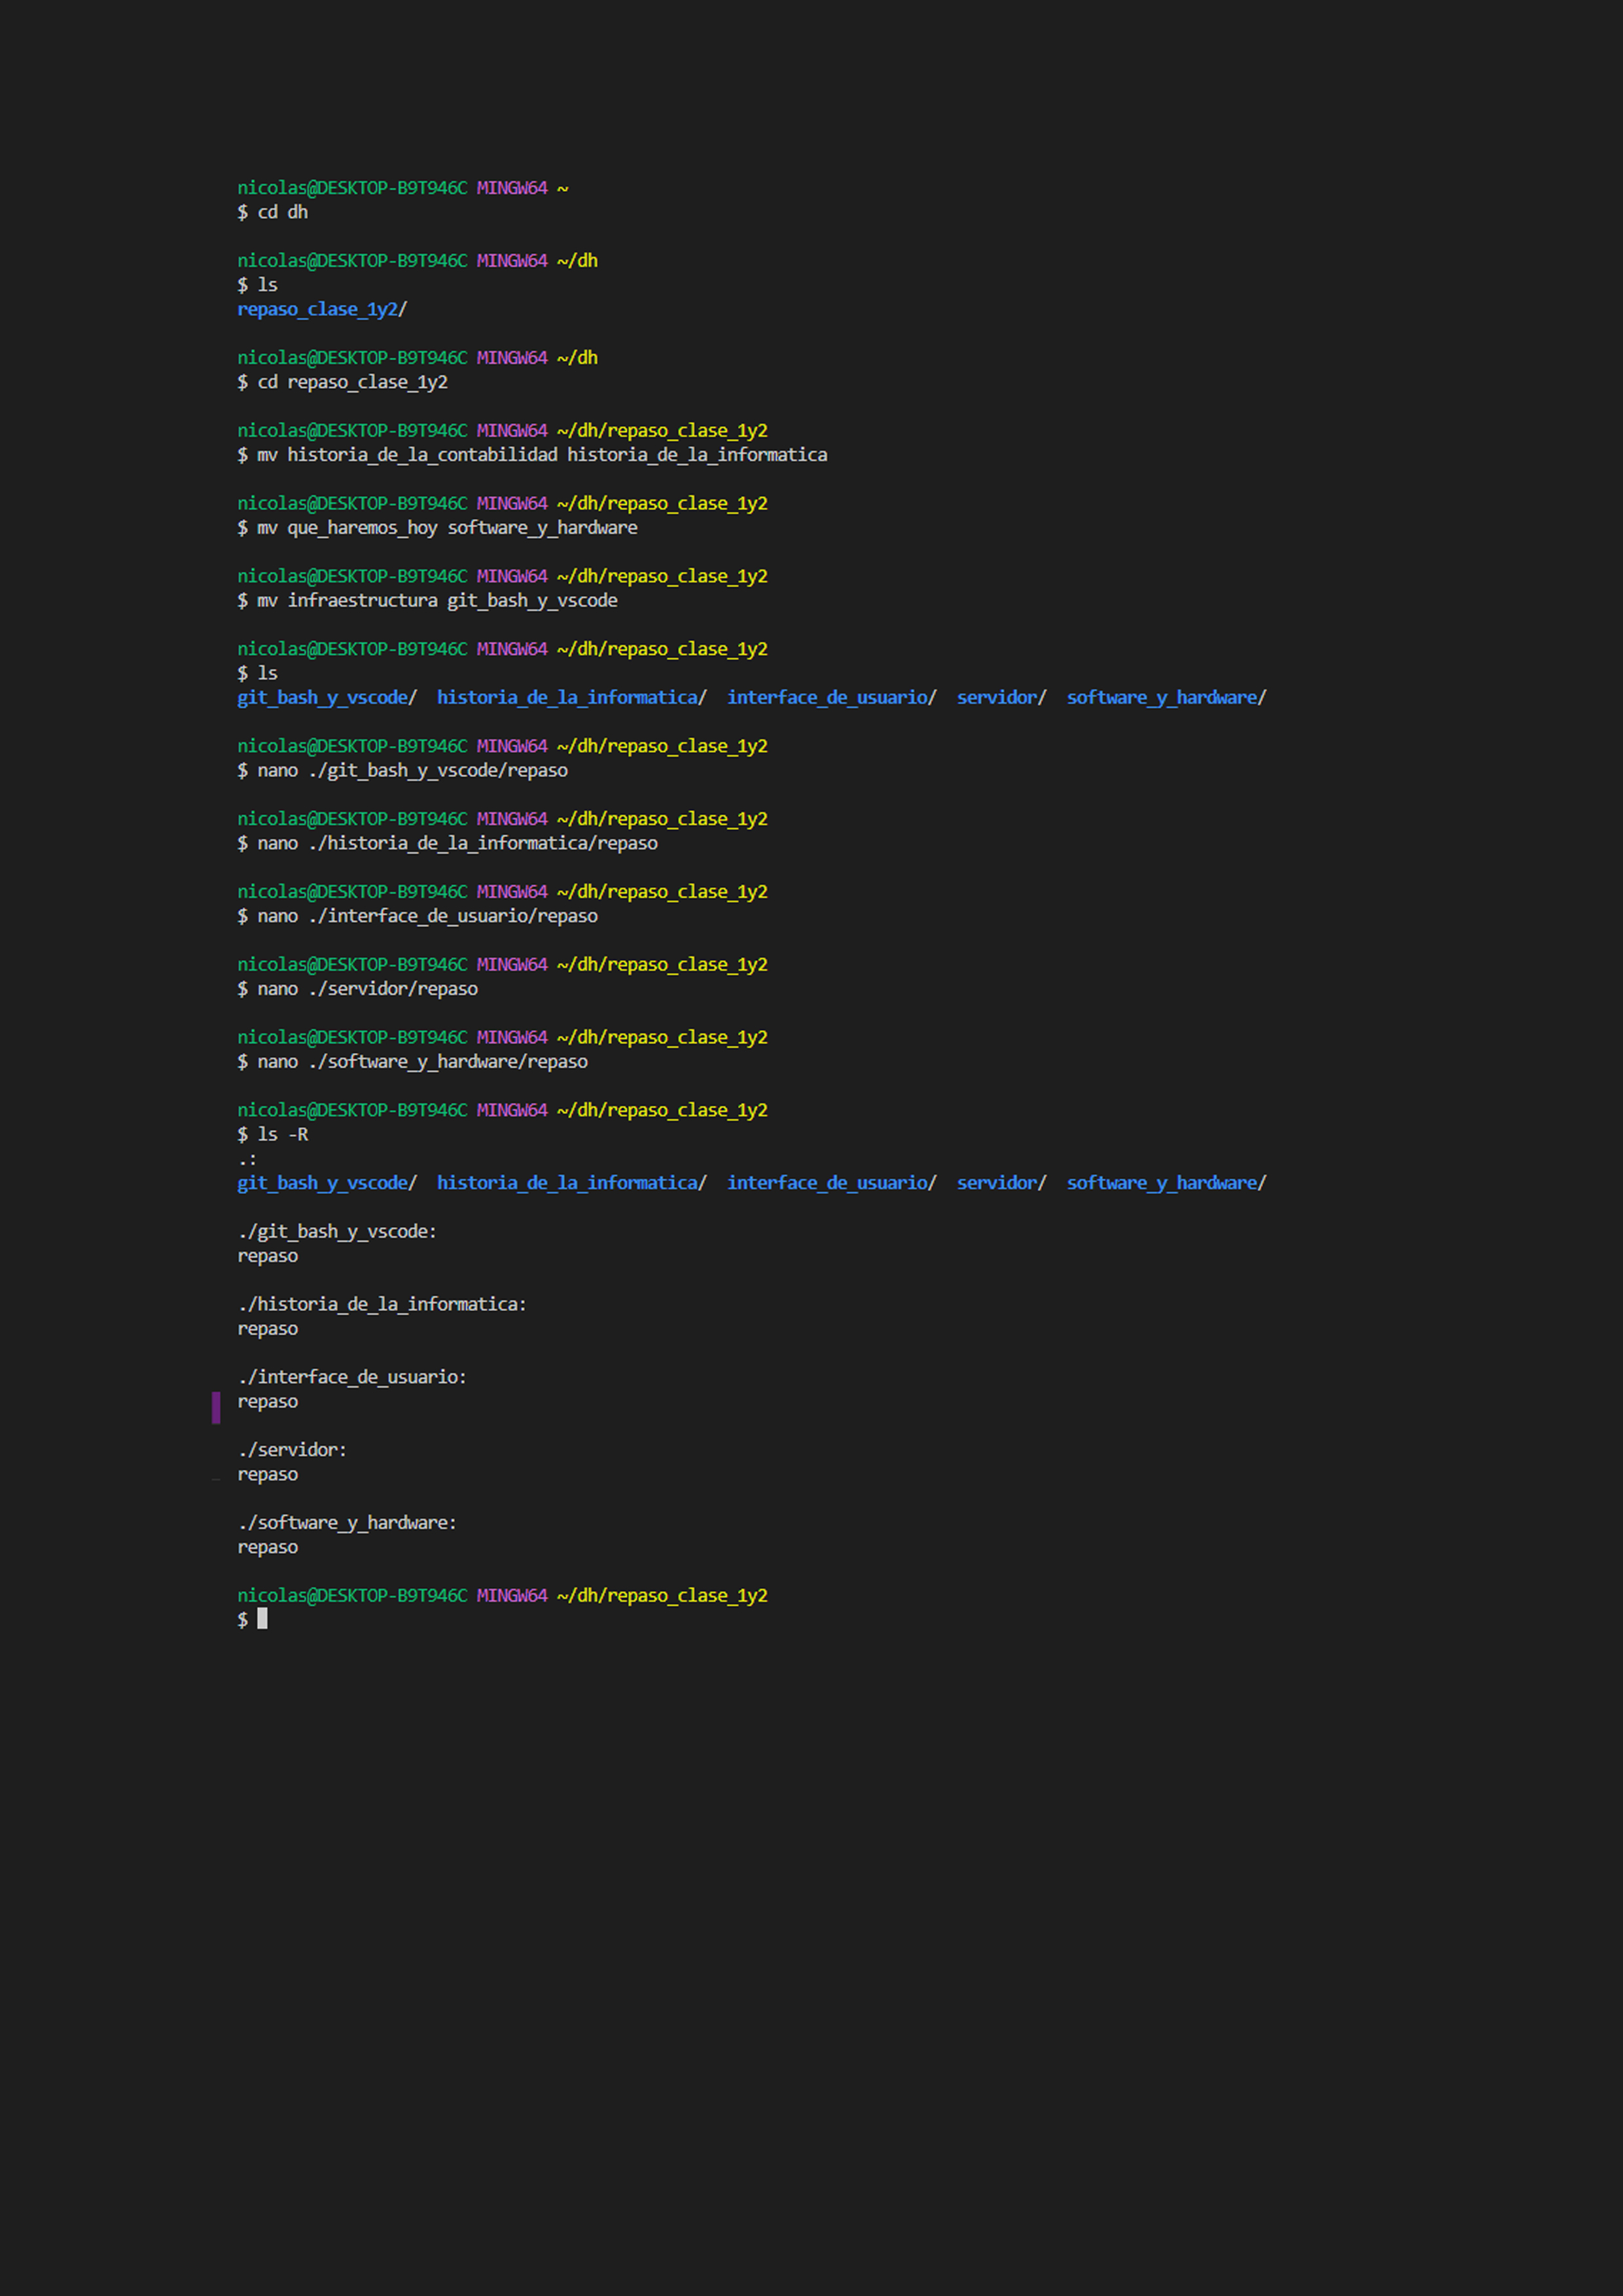 nicolas@DESKTOP-B9T946C MINGW64 ~
$ cd dh
nicolas@DESKTOP-B9T946C MINGW64 ~/dh
$ ls
repaso_clase_1y2/
nicolas@DESKTOP-B9T946C MINGW64 ~/dh
$ cd repaso_clase_1y2
nicolas@DESKTOP-B9T946C MINGW64 ~/dh/repaso_clase_1y2
$ mv historia_de_la_contabilidad historia_de_la_informatica
nicolas@DESKTOP-B9T946C MINGW64 ~/dh/repaso_clase_1y2
$ mv que_haremos_hoy software_y_hardware
nicolas@DESKTOP-B9T946C MINGW64 ~/dh/repaso_clase_1y2
$ mv infraestructura git_bash_y_vscode
nicolas@DESKTOP-B9T946C MINGW64 ~/dh/repaso_clase_1y2
$ ls
git_bash_y_vscode/  historia_de_la_informatica/  interface_de_usuario/  servidor/  software_y_hardware/
nicolas@DESKTOP-B9T946C MINGW64 ~/dh/repaso_clase_1y2
$ nano ./git_bash_y_vscode/repaso
nicolas@DESKTOP-B9T946C MINGW64 ~/dh/repaso_clase_1y2
$ nano ./historia_de_la_informatica/repaso
nicolas@DESKTOP-B9T946C MINGW64 ~/dh/repaso_clase_1y2
$ nano ./interface_de_usuario/repaso
nicolas@DESKTOP-B9T946C MINGW64 ~/dh/repaso_clase_1y2
$ nano ./servidor/repaso
nicolas@DESKTOP-B9T946C MINGW64 ~/dh/repaso_clase_1y2
$ nano ./software_y_hardware/repaso
nicolas@DESKTOP-B9T946C MINGW64 ~/dh/repaso_clase_1y2
$ ls -R
.:
git_bash_y_vscode/  historia_de_la_informatica/  interface_de_usuario/  servidor/  software_y_hardware/
./git_bash_y_vscode:
repaso
./historia_de_la_informatica:
repaso
./interface_de_usuario:
repaso
./servidor:
repaso
./software_y_hardware:
repaso
nicolas@DESKTOP-B9T946C MINGW64 ~/dh/repaso_clase_1y2
$